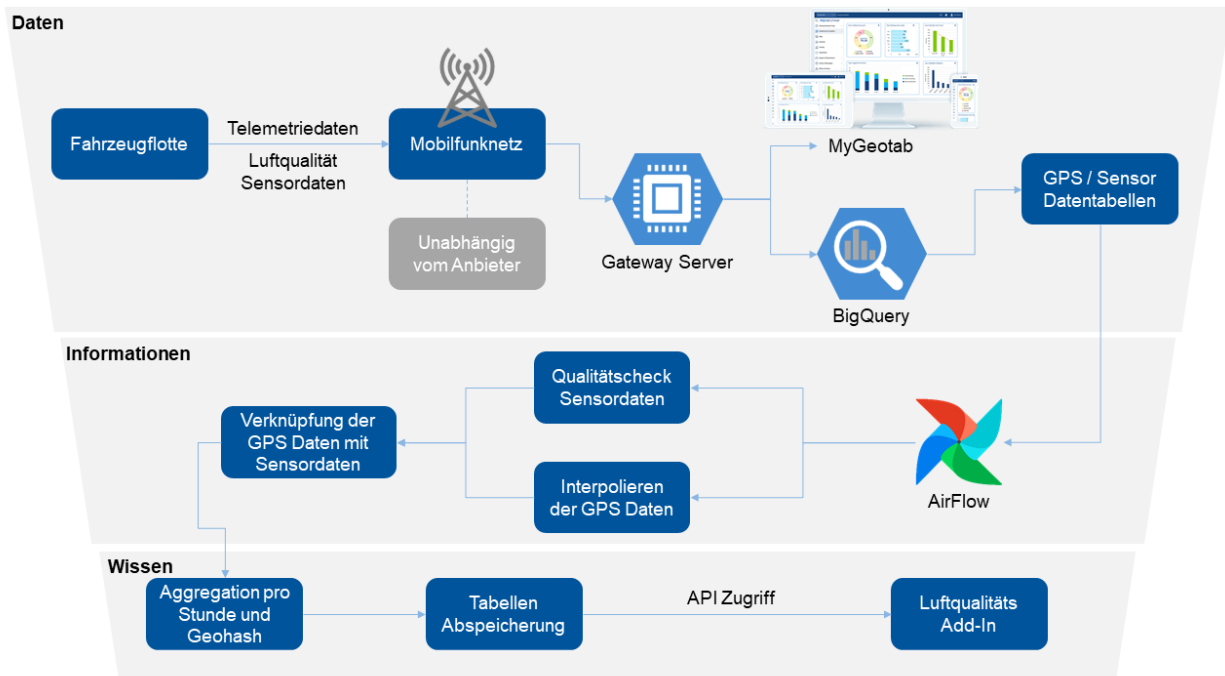 Daten
Fahrzeugflotte
Telemetriedaten
Luftqualität
Sensordaten
Mobilfunknetz
Unabhängig
vom Anbieter
Gateway Server
MyGeotab
BigQuery
GPS / Sensor
Datentabellen
Informationen
Qualitätscheck
Sensordaten
Verknüpfung der
GPS Daten mit
Sensordaten
Interpolieren
der GPS Daten
AirFlow
Wissen
Aggregation pro
Stunde und
Geohash
Tabellen
Abspeicherung
API Zugriff
Luftqualitäts
Add-In